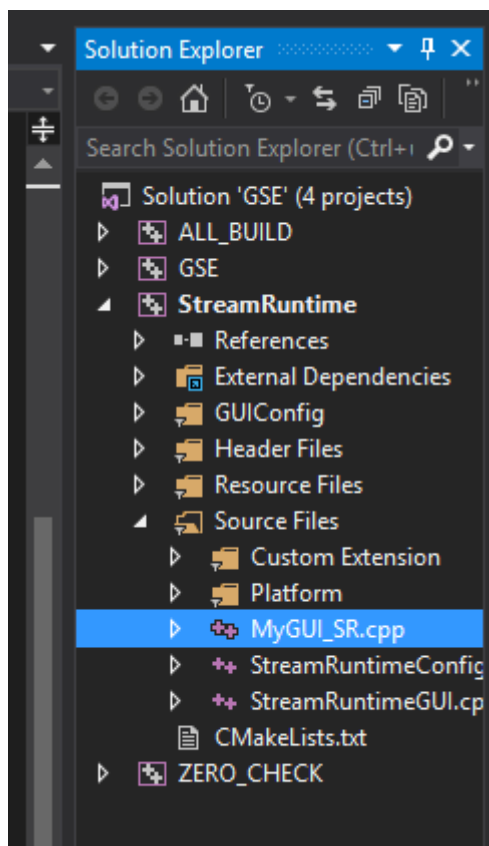 Solution Explorer
Search Solution Explorer (Ctrl+
Solution 'GSE' (4 projects)
ALL_BUILD
GSE
StreamRuntime
References
External Dependencies
GUIConfig
Header Files
Resource Files
Source Files
Custom Extension
Platform
MyGUI_SR.cpp
StreamRuntimeConfig
StreamRuntimeGUI.cp
CMakeLists.txt
ZERO_CHECK